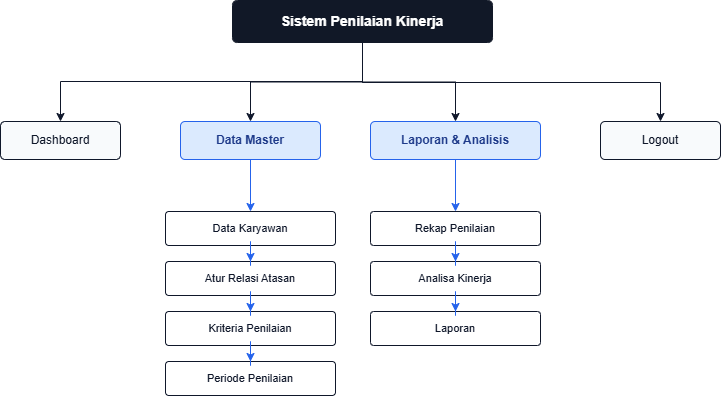 Sistem Penilaian Kinerja
Dashboard
Data Master
Laporan & Analisis
Logout
Data Karyawan
Rekap Penilaian
Atur Relasi Atasan
Analisa Kinerja
Kriteria Penilaian
Laporan
Periode Penilaian